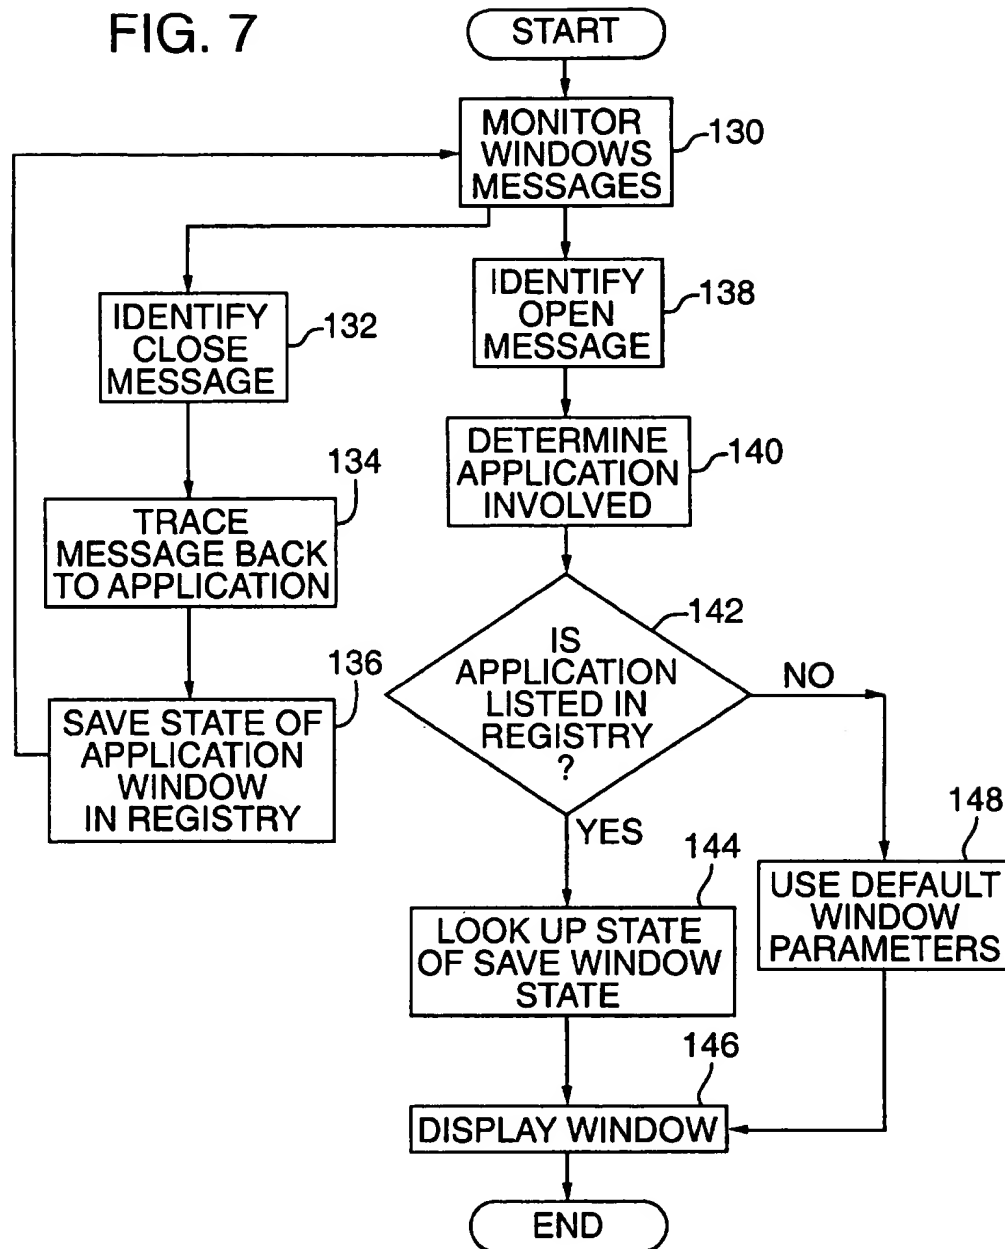 FIG. 7
START
MONITOR
WINDOWS
MESSAGES
130
IDENTIFY
CLOSE
MESSAGE
132
IDENTIFY
OPEN
MESSAGE
138
134
TRACE
MESSAGE BACK
TO APPLICATION
DETERMINE
APPLICATION
INVOLVED
140
136
SAVE STATE OF
APPLICATION
WINDOW
IN REGISTRY
142
IS
APPLICATION
LISTED IN
REGISTRY
?
NO
YES
144
LOOK UP STATE
OF SAVE WINDOW
STATE
148
USE DEFAULT
WINDOW
PARAMETERS
146
DISPLAY WINDOW
END